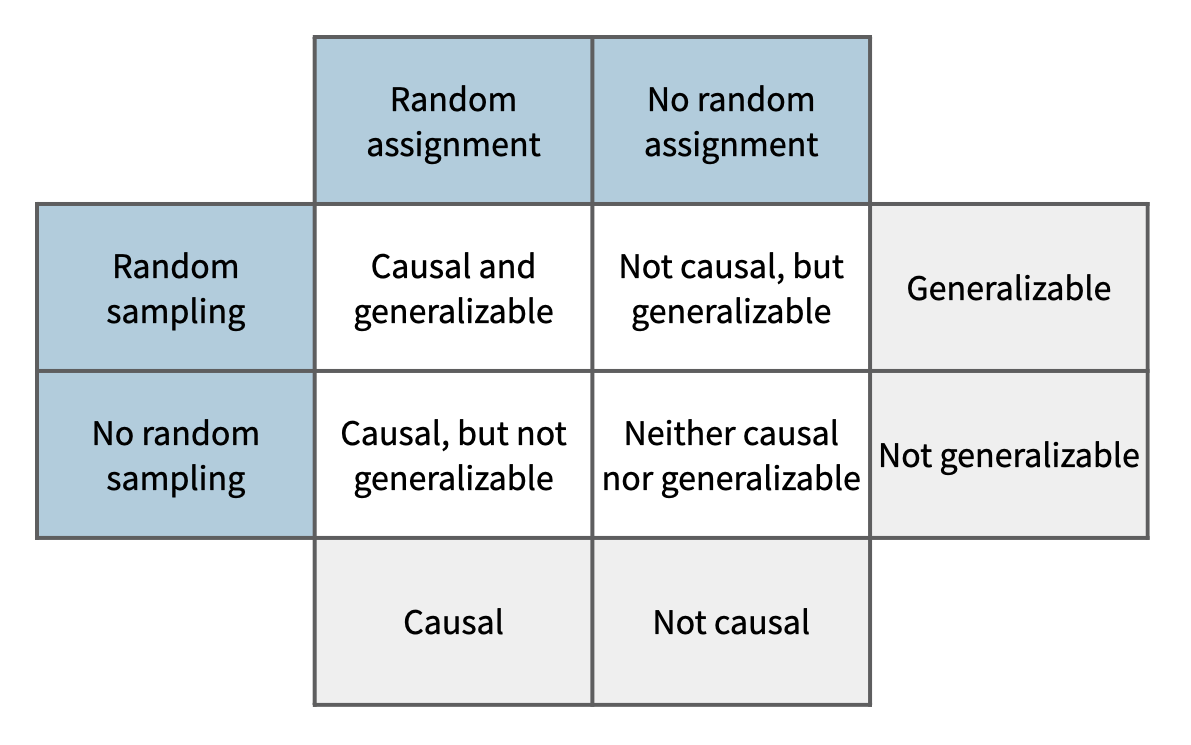 Random
assignment
No random
assignment
Random
sampling
Causal and
generalizable
Not causal, but
generalizable
Generalizable
No random
sampling
Causal, but not
generalizable
Neither causal
nor generalizable
Not generalizable
Causal
Not causal